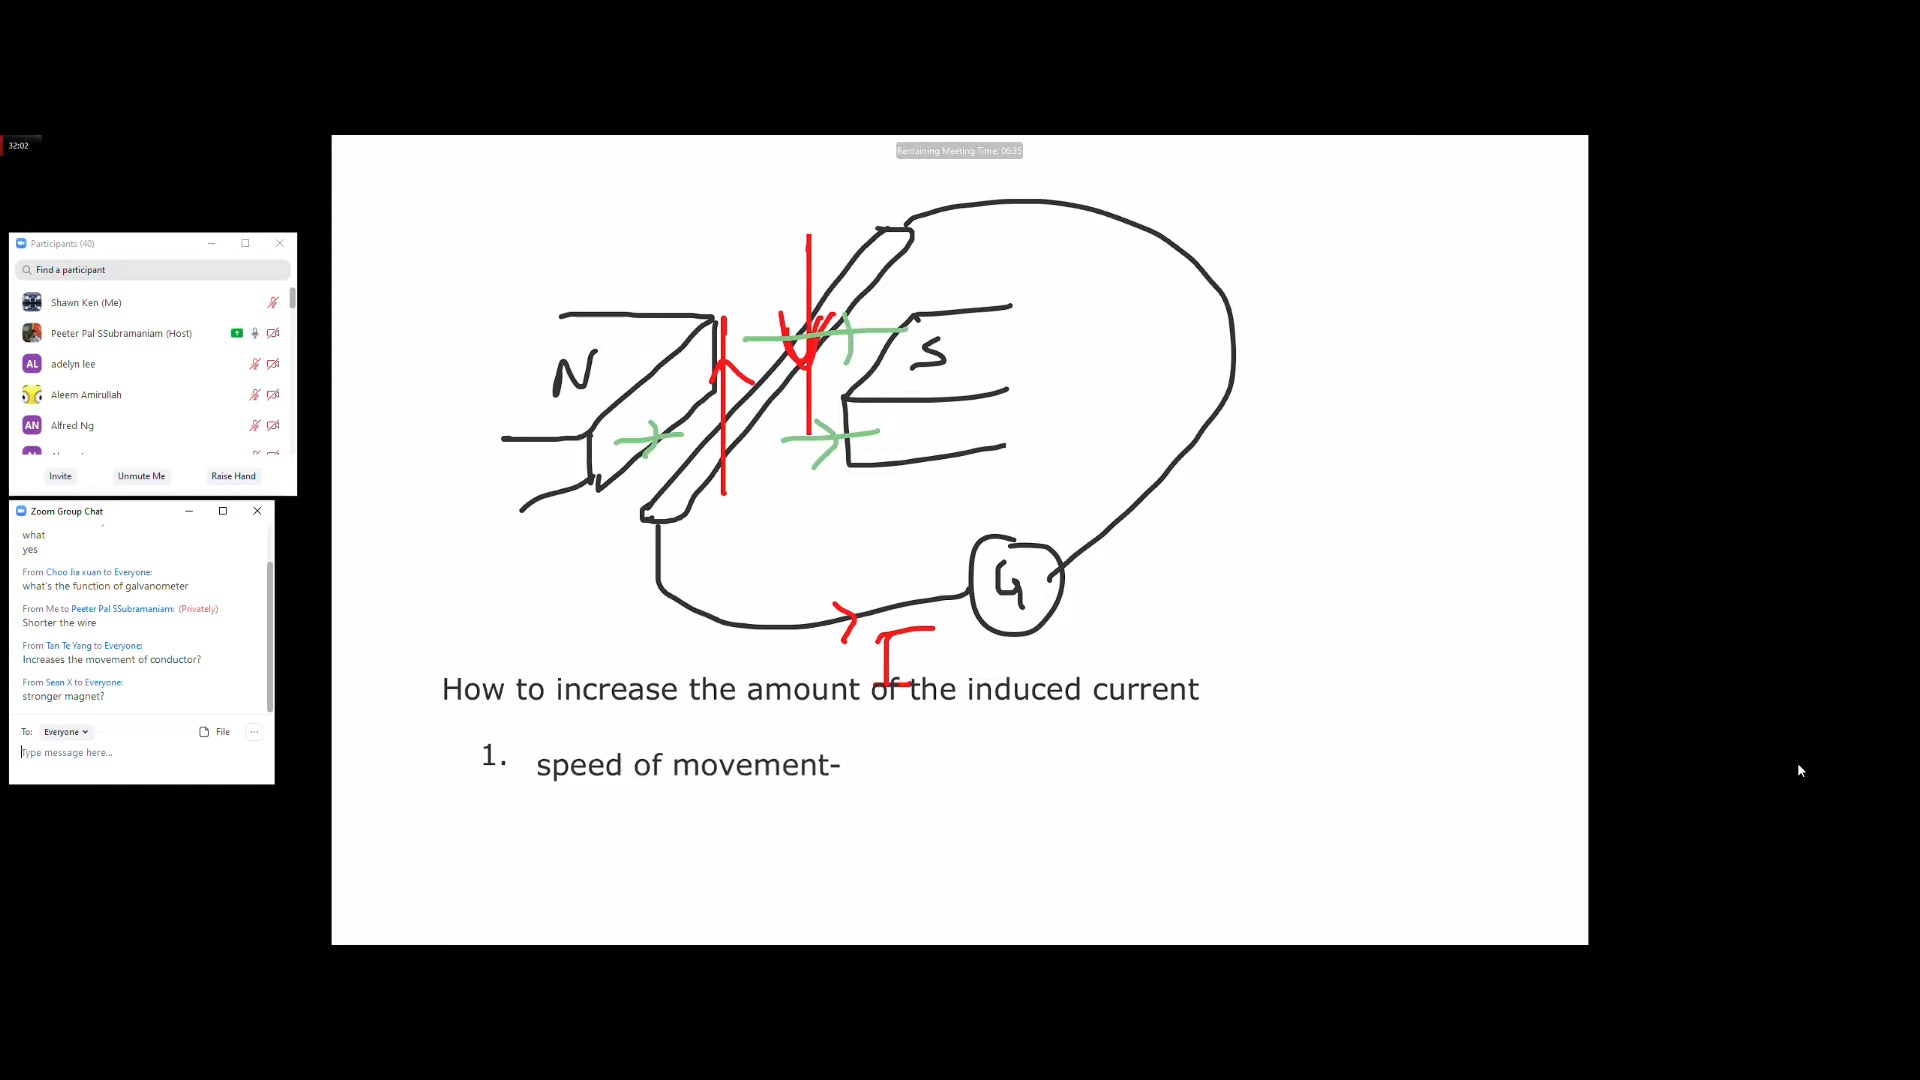 Remaining Meeting Time: 06:35
32:02
Participants (40)
Find a participant
Shawn Ken (Me)
Peeter Pal SSubramaniam (Host)
AL adelyn lee
Aleem Amirullah
AN Alfred Ng
Invite Unmute Me Raise Hand
Zoom Group Chat
what
yes
From Choo Jia xuan to Everyone:
what's the function of galvanometer
From Me to Peeter Pal SSubramaniam: (Privately)
Shorter the wire
From Tan Te Yang to Everyone:
Increases the movement of conductor?
From Sean X to Everyone:
stronger magnet?
To: Everyone File
Type message here...
N
S
G
I
How to increase the amount of the induced current
1. speed of movement-